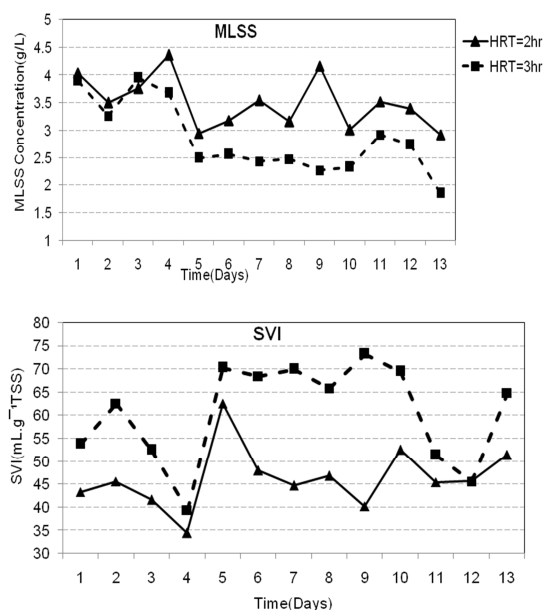 MLSS
MLSS Concentration(g/L)
5
4.5
4
3.5
3
2.5
2
1.5
1
1 2 3 4 5 6 7 8 9 10 11 12 13
Time(Days)
HRT=2hr
HRT=3hr
SVI
SVI(mL.g⁻¹TSS)
80
75
70
65
60
55
50
45
40
35
30
1 2 3 4 5 6 7 8 9 10 11 12 13
Time(Days)